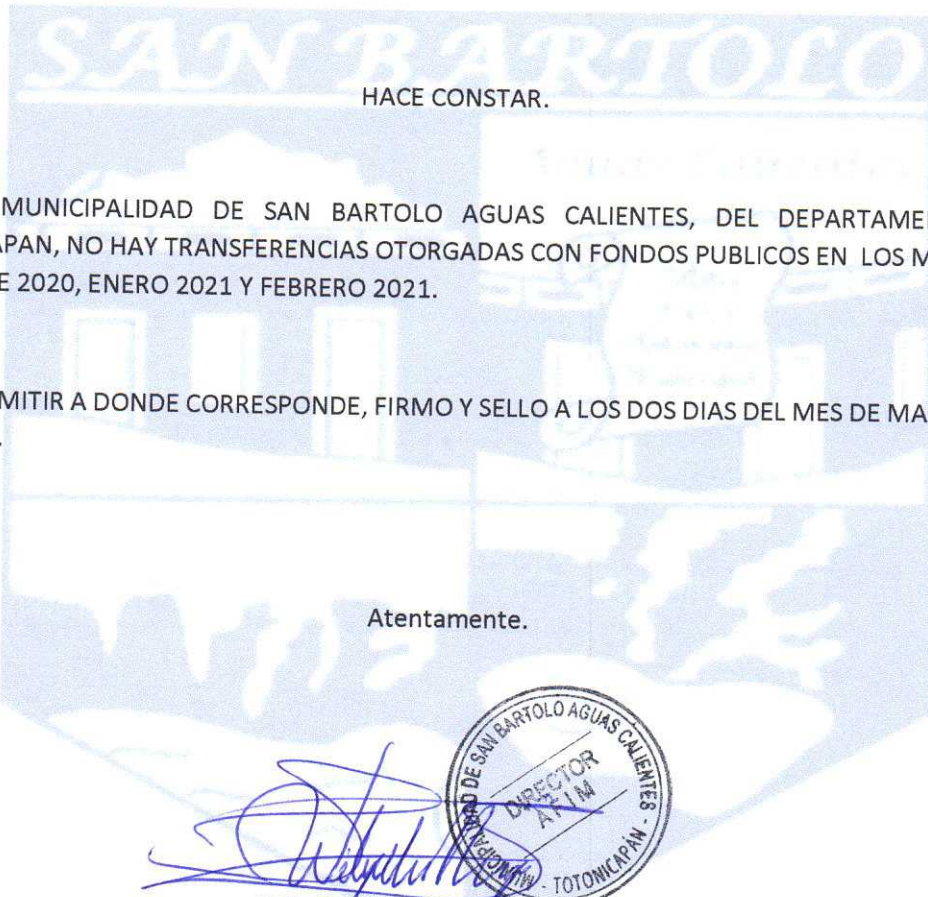 SAN BARTOLO
HACE CONSTAR.
MUNICIPALIDAD DE SAN BARTOLO AGUAS CALIENTES, DEL DEPARTAME
APAN, NO HAY TRANSFERENCIAS OTORGADAS CON FONDOS PUBLICOS EN LOS M
E 2020, ENERO 2021 Y FEBRERO 2021.
MITIR A DONDE CORRESPONDE, FIRMO Y SELLO A LOS DOS DIAS DEL MES DE MA
.
Atentamente.
MUNICIPALIDAD DE SAN BARTOLO AGUAS CALIENTES - TOTONICAPÁN -
DIRECTOR
AFIM